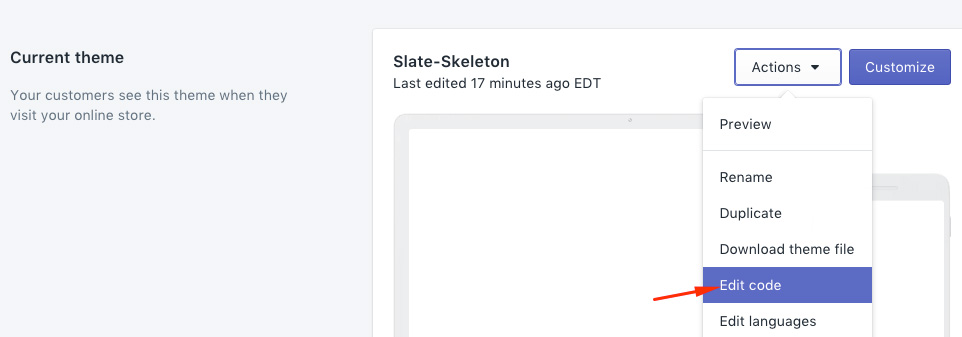 Current theme
Your customers see this theme when they
visit your online store.
Slate-Skeleton
Last edited 17 minutes ago EDT
Actions
Customize
Preview
Rename
Duplicate
Download theme file
Edit code
Edit languages